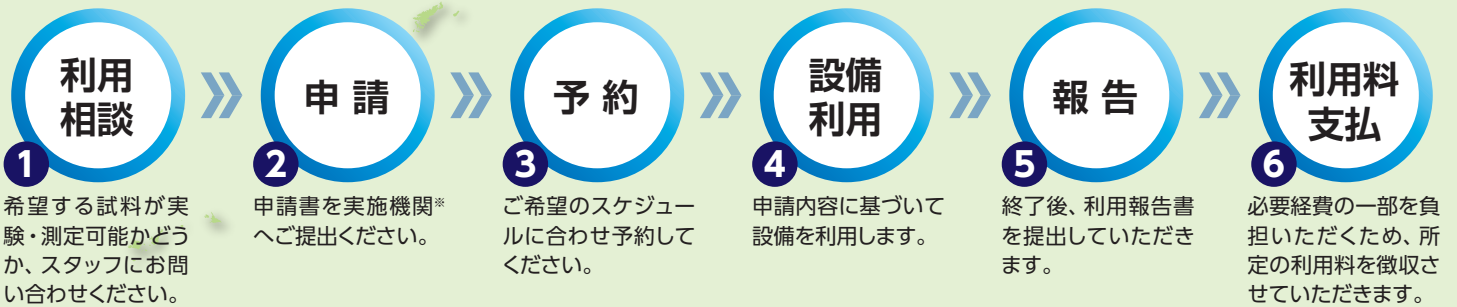 利用
相談
1
希望する試料が実
験・測定可能かどう
か、スタッフにお問
い合わせください。
申 請
2
申請書を実施機関※
へご提出ください。
予 約
3
ご希望のスケジュー
ルに合わせ予約して
ください。
設備
利用
4
申請内容に基づいて
設備を利用します。
報 告
5
終了後、利用報告書
を提出していただき
ます。
利用料
支払
6
必要経費の一部を負
担いただくため、所
定の利用料を徴収さ
せていただきます。